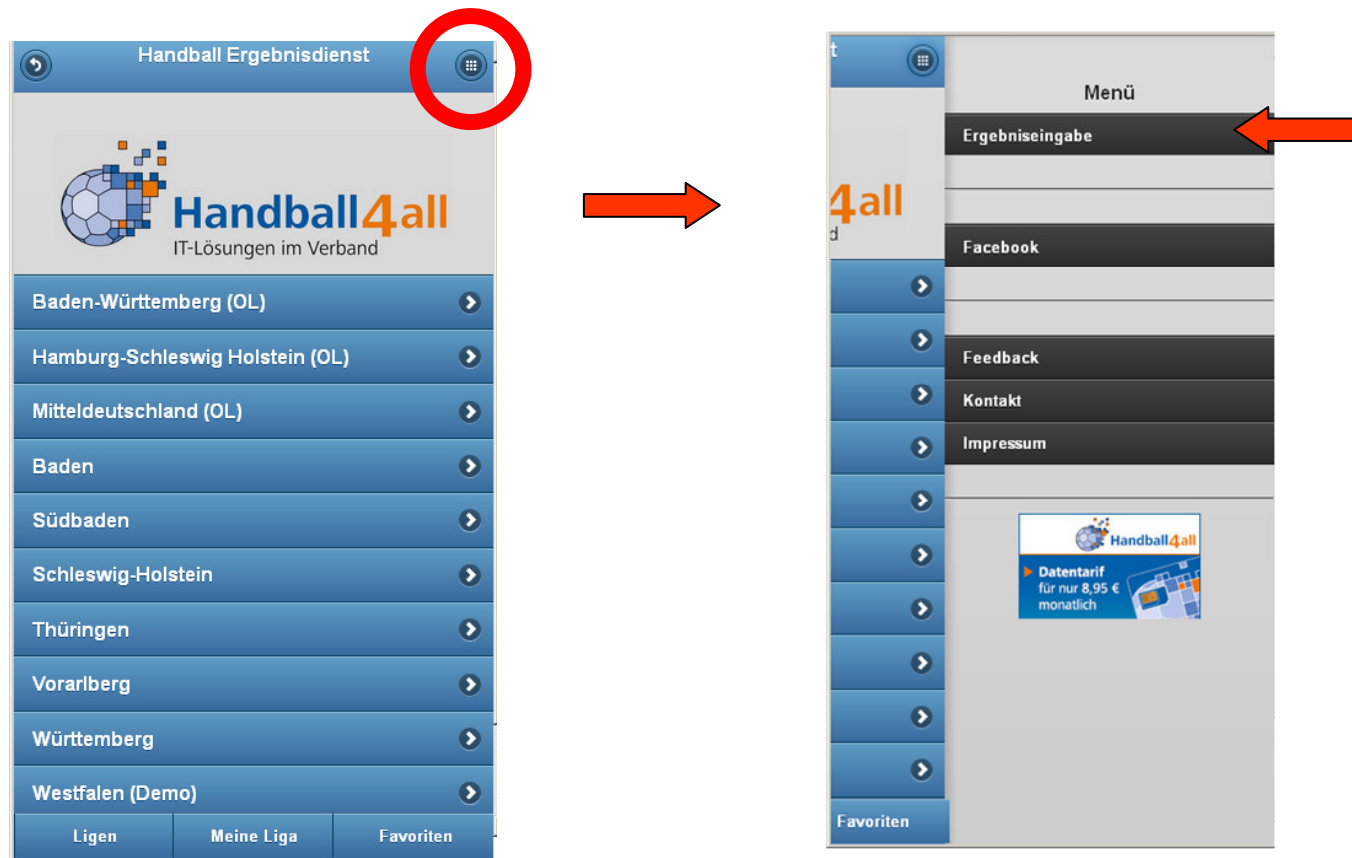 Handball Ergebnisdienst
Handball4all
IT-Lösungen im Verband
Baden-Württemberg (OL)
Hamburg-Schleswig Holstein (OL)
Mitteldeutschland (OL)
Baden
Südbaden
Schleswig-Holstein
Thüringen
Vorarlberg
Württemberg
Westfalen (Demo)
Ligen
Meine Liga
Favoriten
t
4all
d
Favoriten
Menü
Ergebniseingabe
Facebook
Feedback
Kontakt
Impressum
Handball4all
Datentarif
für nur 8,95 €
monatlich